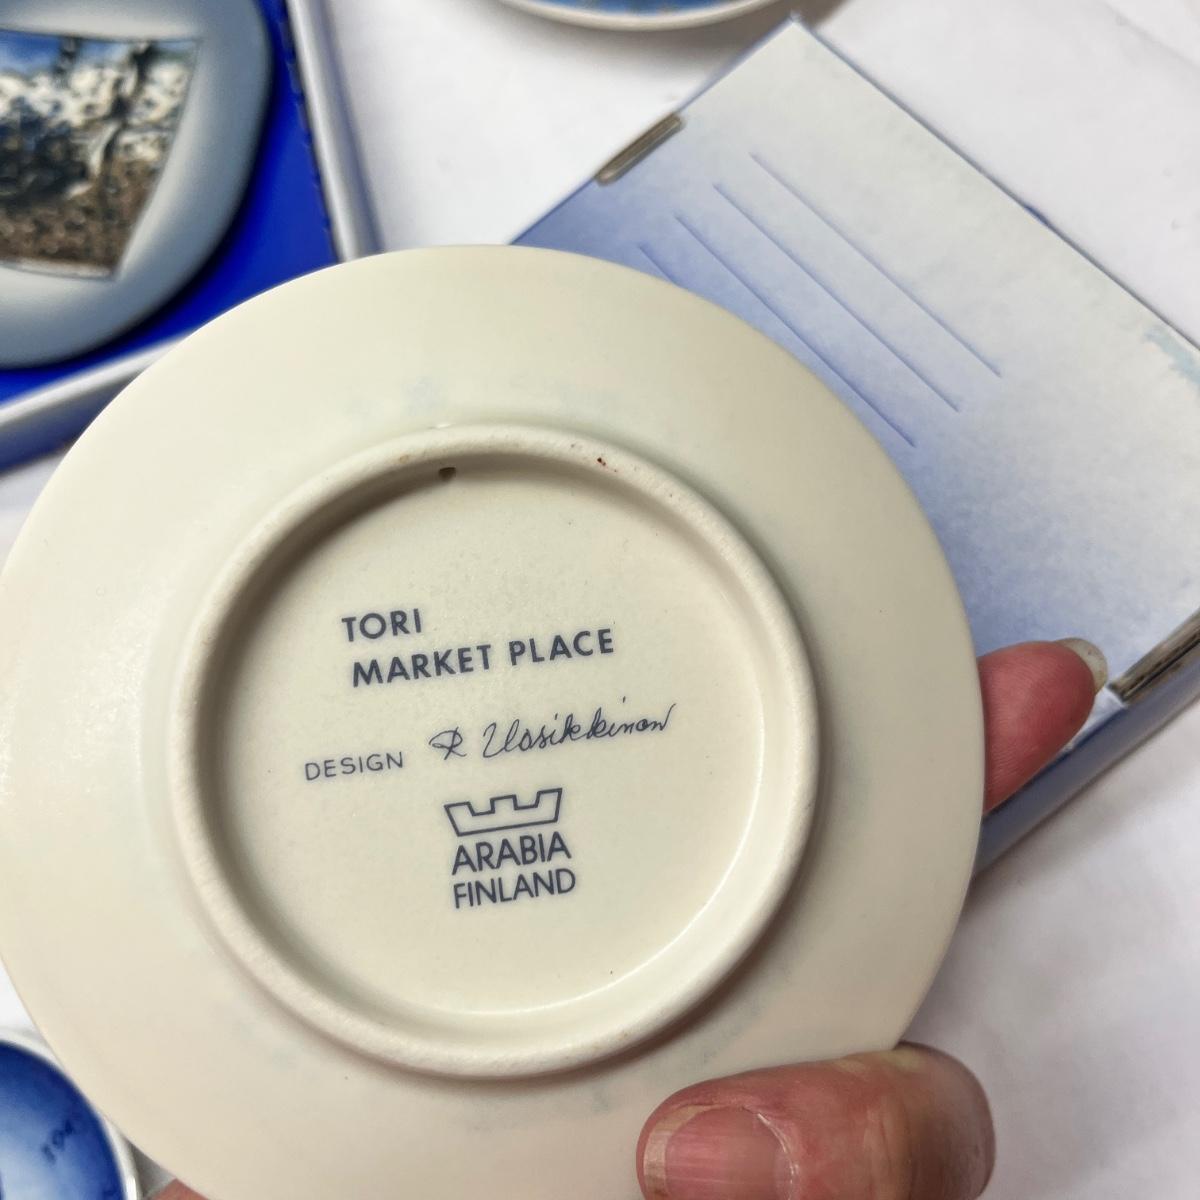 TORI
MARKET PLACE
DESIGN R Uosikkinen
ARABIA
FINLAND